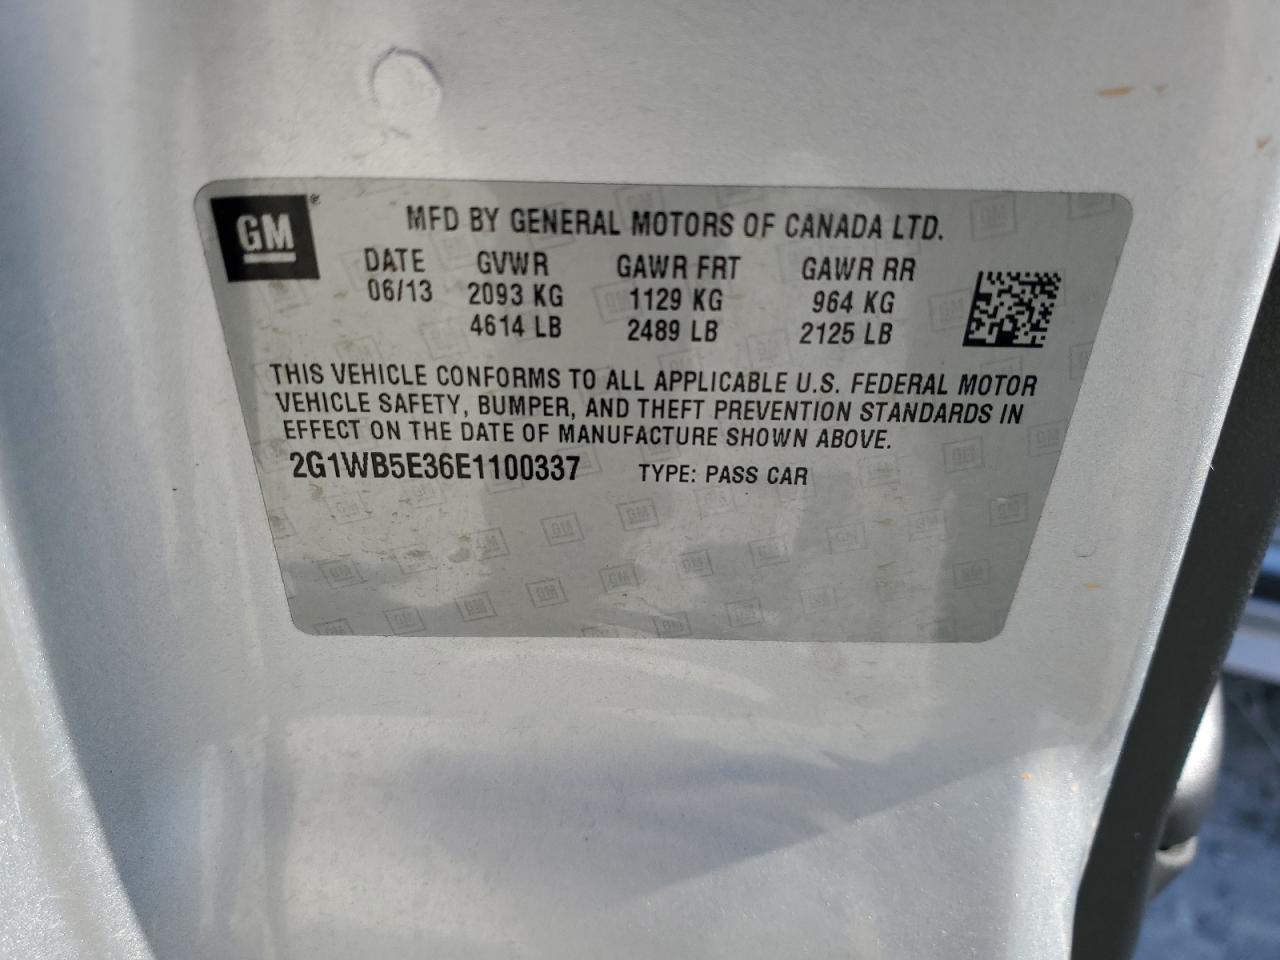 GM®
MFD BY GENERAL MOTORS OF CANADA LTD.
DATE GVWR GAWR FRT GAWR RR
06/13 2093 KG 1129 KG 964 KG
4614 LB 2489 LB 2125 LB
THIS VEHICLE CONFORMS TO ALL APPLICABLE U.S. FEDERAL MOTOR
VEHICLE SAFETY, BUMPER, AND THEFT PREVENTION STANDARDS IN
EFFECT ON THE DATE OF MANUFACTURE SHOWN ABOVE.
2G1WB5E36E1100337 TYPE: PASS CAR